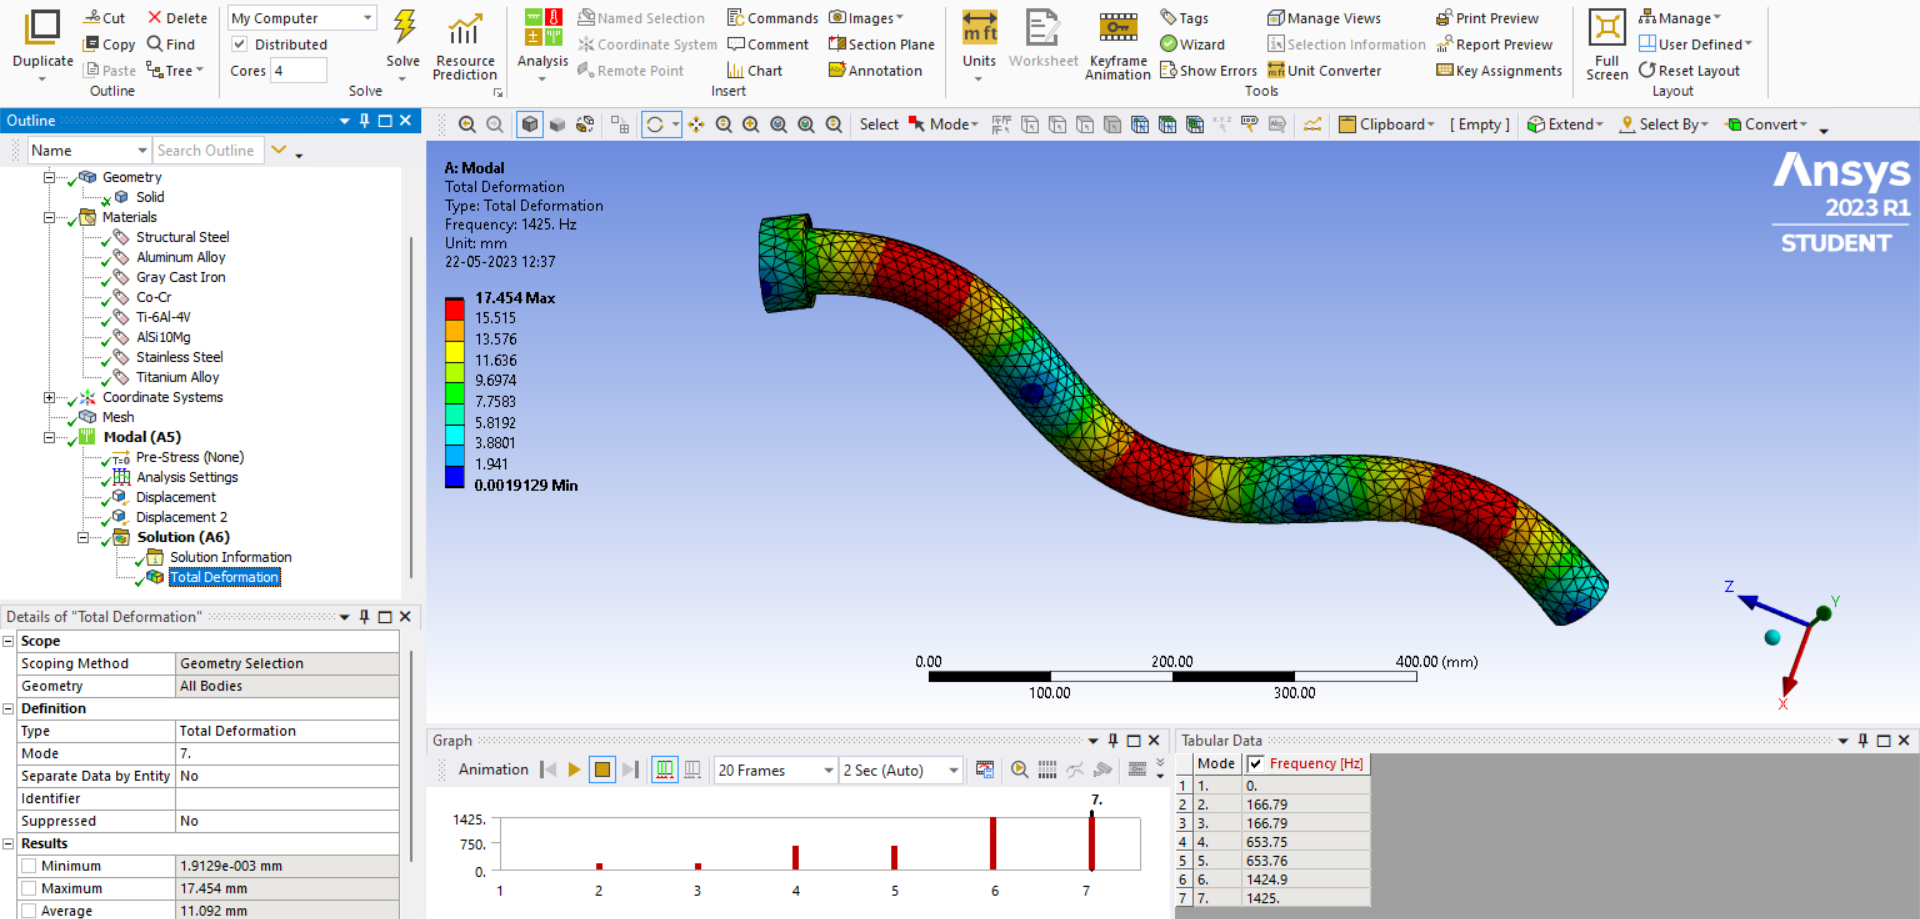 Duplicate
Cut
Copy
Paste
Delete
Find
Tree
Outline
My Computer
Distributed
Cores 4
Solve
Resource
Prediction
Solve
Analysis
Named Selection
Coordinate System
Remote Point
Commands
Comment
Chart
Images
Section Plane
Annotation
Insert
Units
Worksheet
Keyframe
Animation
Tags
Wizard
Show Errors
Manage Views
Selection Information
Unit Converter
Print Preview
Report Preview
Key Assignments
Tools
Full
Screen
Manage
User Defined
Reset Layout
Layout
Outline
Name
Search Outline
Select
Mode
Clipboard
[ Empty ]
Extend
Select By
Convert
Geometry
Solid
Materials
Structural Steel
Aluminum Alloy
Gray Cast Iron
Co-Cr
Ti-6Al-4V
AlSi10Mg
Stainless Steel
Titanium Alloy
Coordinate Systems
Mesh
Modal (A5)
Pre-Stress (None)
Analysis Settings
Displacement
Displacement 2
Solution (A6)
Solution Information
Total Deformation
A: Modal
Total Deformation
Type: Total Deformation
Frequency: 1425. Hz
Unit: mm
22-05-2023 12:37
17.454 Max
15.515
13.576
11.636
9.6974
7.7583
5.8192
3.8801
1.941
0.0019129 Min
Ansys
2023 R1
STUDENT
Z
Y
X
0.00
200.00
400.00 (mm)
100.00
300.00
Details of "Total Deformation"
Scope
Scoping Method Geometry Selection
Geometry All Bodies
Definition
Type Total Deformation
Mode 7.
Separate Data by Entity No
Identifier
Suppressed No
Results
Minimum 1.9129e-003 mm
Maximum 17.454 mm
Average 11.092 mm
Graph
Animation
20 Frames
2 Sec (Auto)
7.
1425.
750.
0.
1 2 3 4 5 6 7
Tabular Data
Mode Frequency [Hz]
1 1. 0.
2 2. 166.79
3 3. 166.79
4 4. 653.75
5 5. 653.76
6 6. 1424.9
7 7. 1425.